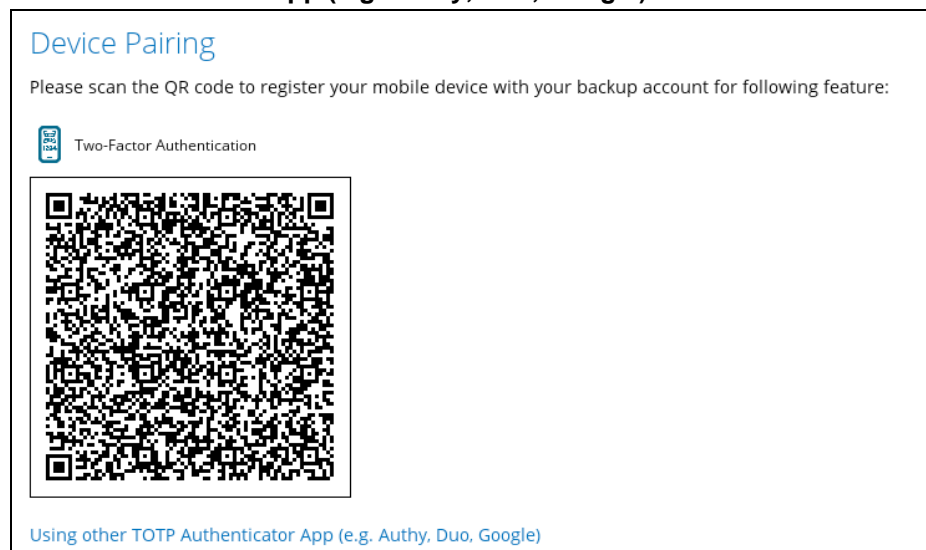 Device Pairing
Please scan the QR code to register your mobile device with your backup account for following feature:
Two-Factor Authentication
Using other TOTP Authenticator App (e.g. Authy, Duo, Google)